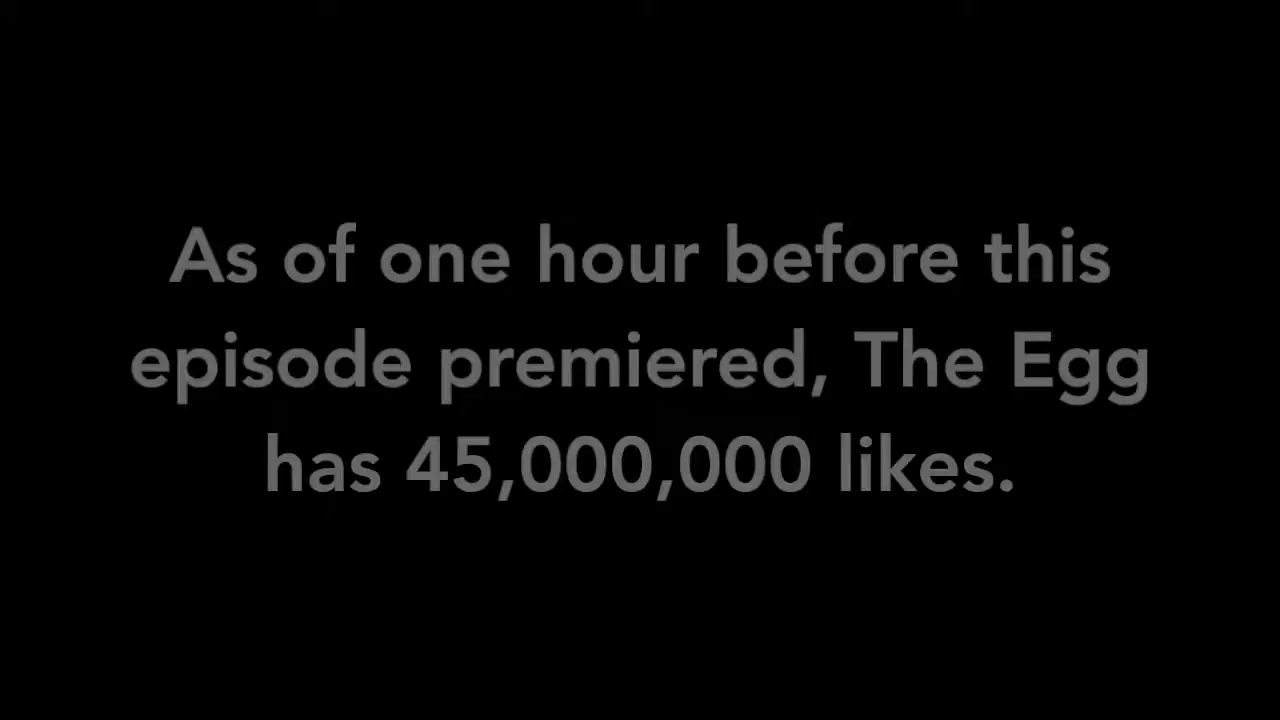 As of one hour before this
episode premiered, The Egg
has 45,000,000 likes.